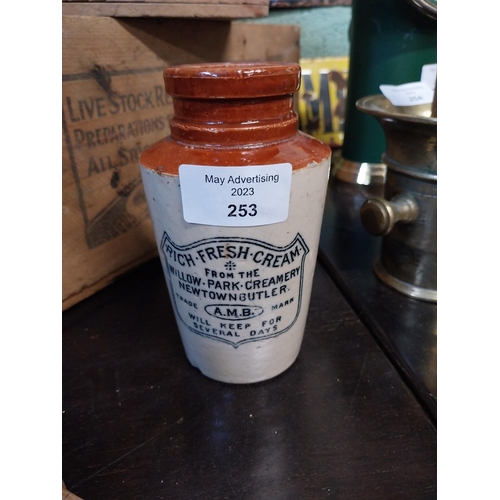 LIVE STOCK
PREPARATIONS
May Advertising
2023
253
RICH·FRESH·CREAM·
FROM THE
WILLOW·PARK·CREAMERY
NEWTOWNBUTLER.
TRADE A.M.B. MARK
WILL KEEP FOR
SEVERAL DAYS